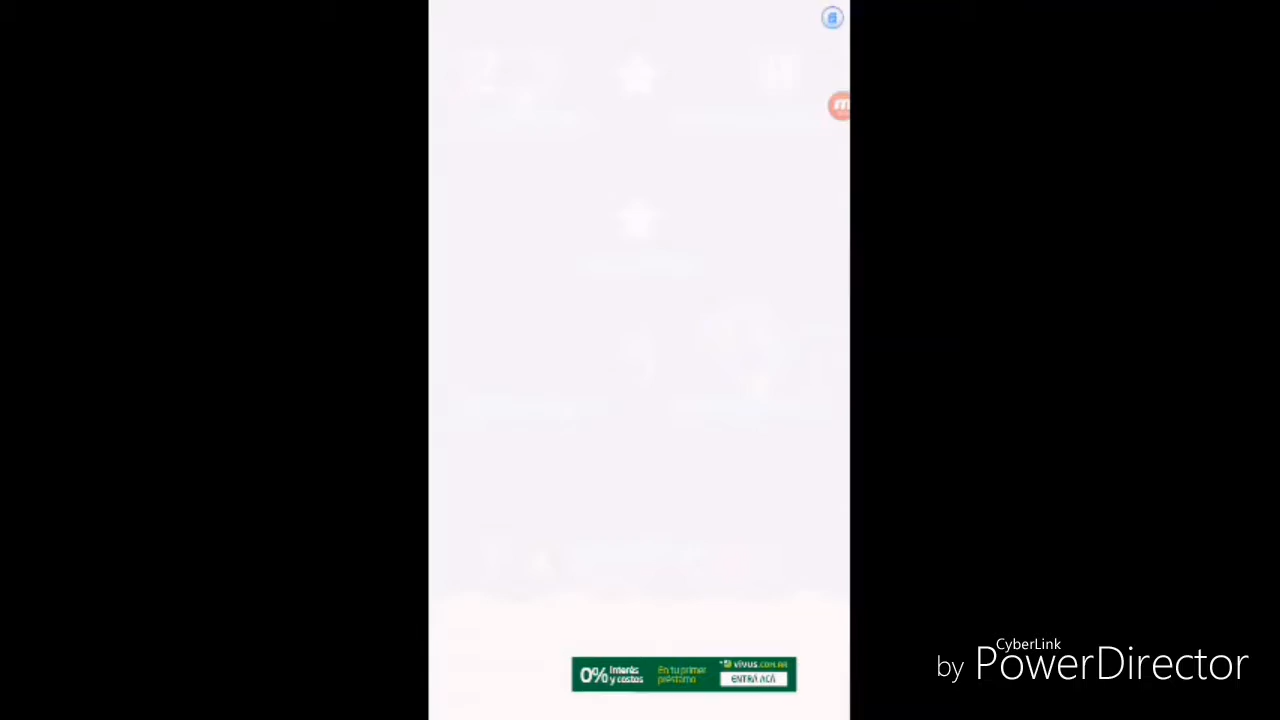 m
0% interés y costos
En tu primer préstamo
vivus.com.ar
ENTRÁ ACÁ
CyberLink
by PowerDirector